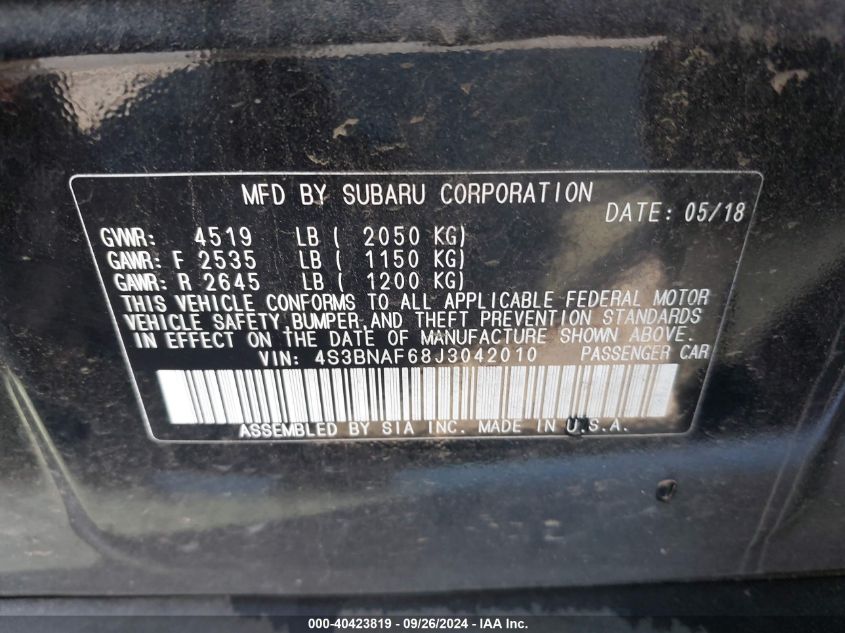 MFD BY SUBARU CORPORATION
DATE: 05/18
GVWR: 4519 LB ( 2050 KG)
GAWR: F 2535 LB ( 1150 KG)
GAWR: R 2645 LB ( 1200 KG)
THIS VEHICLE CONFORMS TO ALL APPLICABLE FEDERAL MOTOR
VEHICLE SAFETY, BUMPER, AND THEFT PREVENTION STANDARDS
IN EFFECT ON THE DATE OF MANUFACTURE SHOWN ABOVE.
VIN: 4S3BNAF68J3042010 PASSENGER CAR
ASSEMBLED BY SIA INC. MADE IN U.S.A.
000-40423819 - 09/26/2024 - IAA Inc.